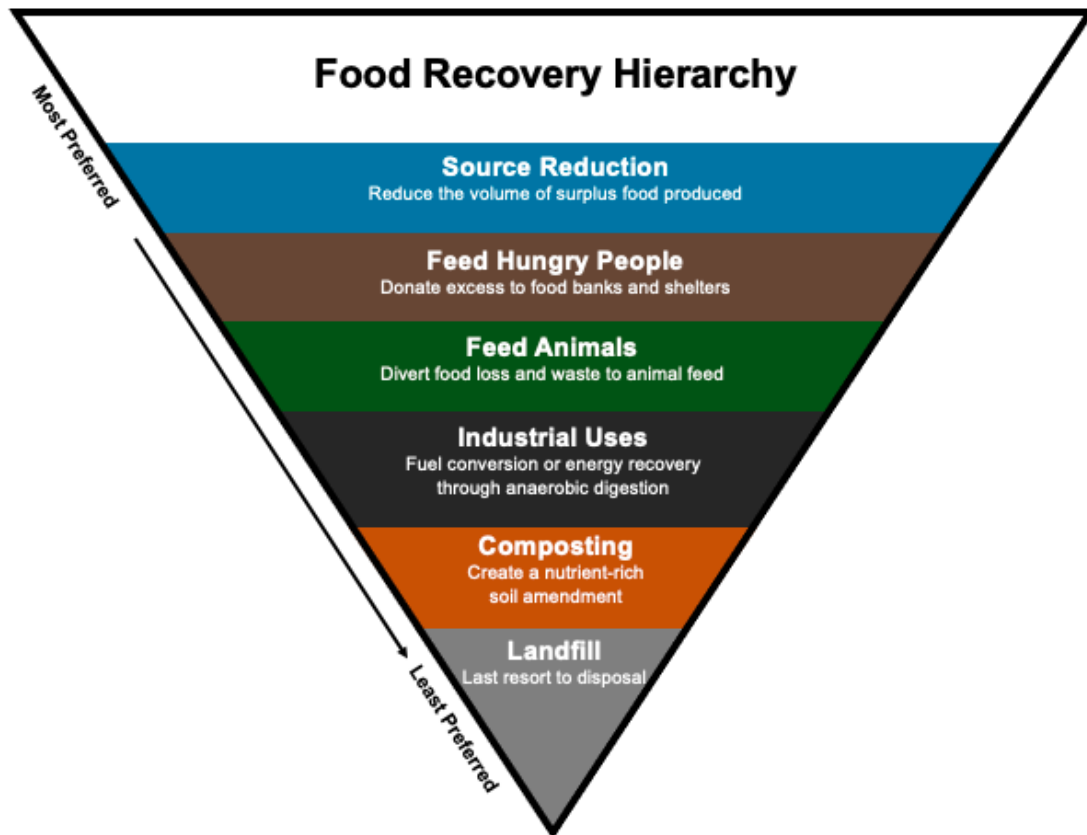 Food Recovery Hierarchy
Most Preferred
Source Reduction
Reduce the volume of surplus food produced
Feed Hungry People
Donate excess to food banks and shelters
Feed Animals
Divert food loss and waste to animal feed
Industrial Uses
Fuel conversion or energy recovery
through anaerobic digestion
Composting
Create a nutrient-rich
soil amendment
Landfill
Last resort to disposal
Least Preferred